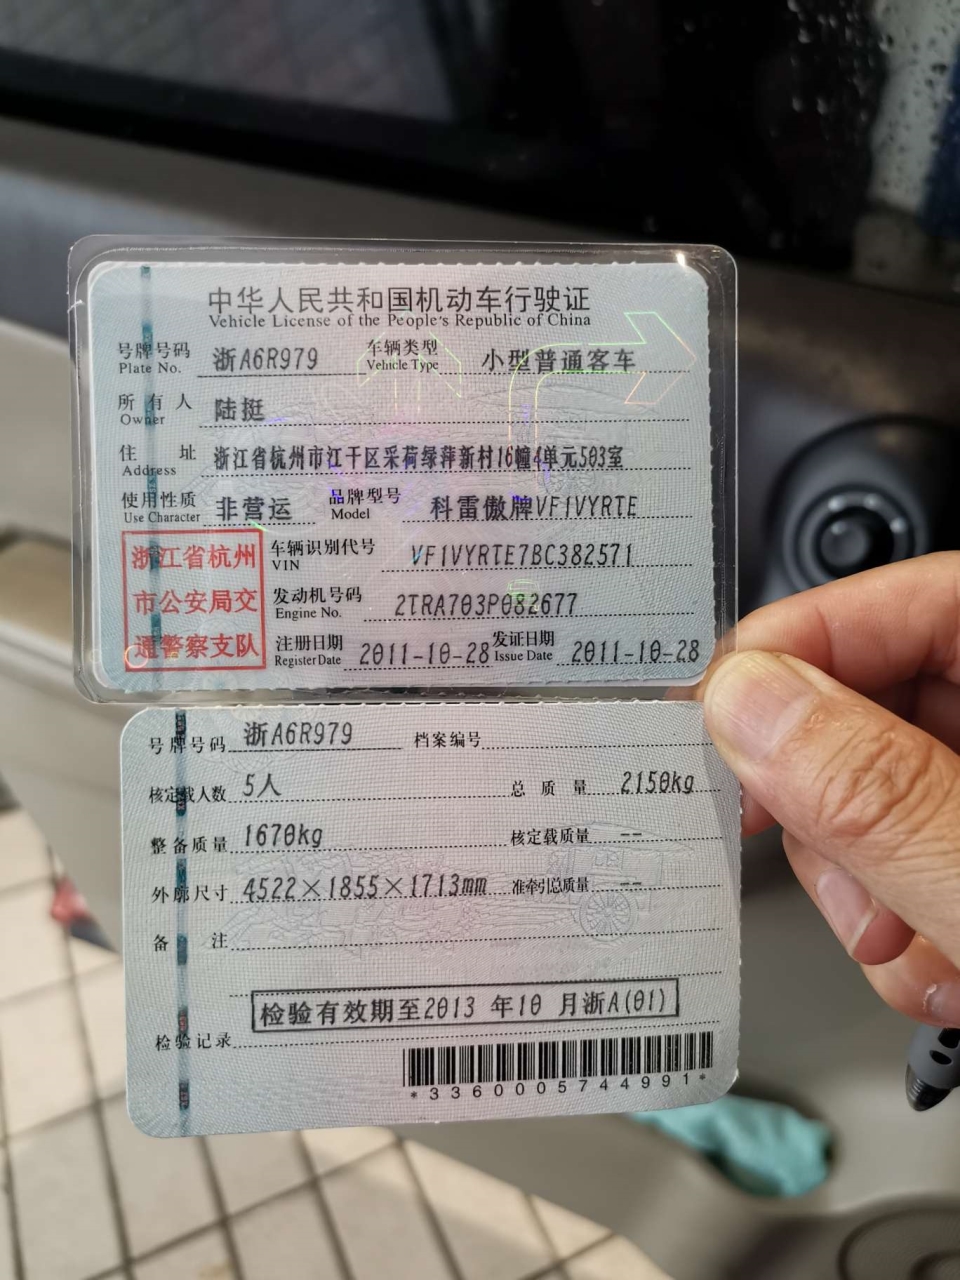 中华人民共和国机动车行驶证
Vehicle License of the People's Republic of China
号牌号码 浙A6R979 车辆类型 小型普通客车
Plate No. Vehicle Type
所有人 陆挺
Owner
住址 浙江省杭州市江干区采荷绿萍新村16幢4单元503室
Address
使用性质 非营运 品牌型号 科雷傲牌VF1VYRTE
Use Character Model
浙江省杭州
市公安局交
通警察支队
车辆识别代号 VF1VYRTE7BC382571
VIN
发动机号码 2TRA703P082677
Engine No.
注册日期 2011-10-28 发证日期 2011-10-28
Register Date Issue Date
号牌号码 浙A6R979 档案编号
核定载人数 5人 总质量 2150kg
整备质量 1670kg 核定载质量 --
外廓尺寸 4522×1855×1713mm 准牵引总质量 --
备注
检验有效期至2013 年10 月浙A(01)
检验记录
*3360005744991*